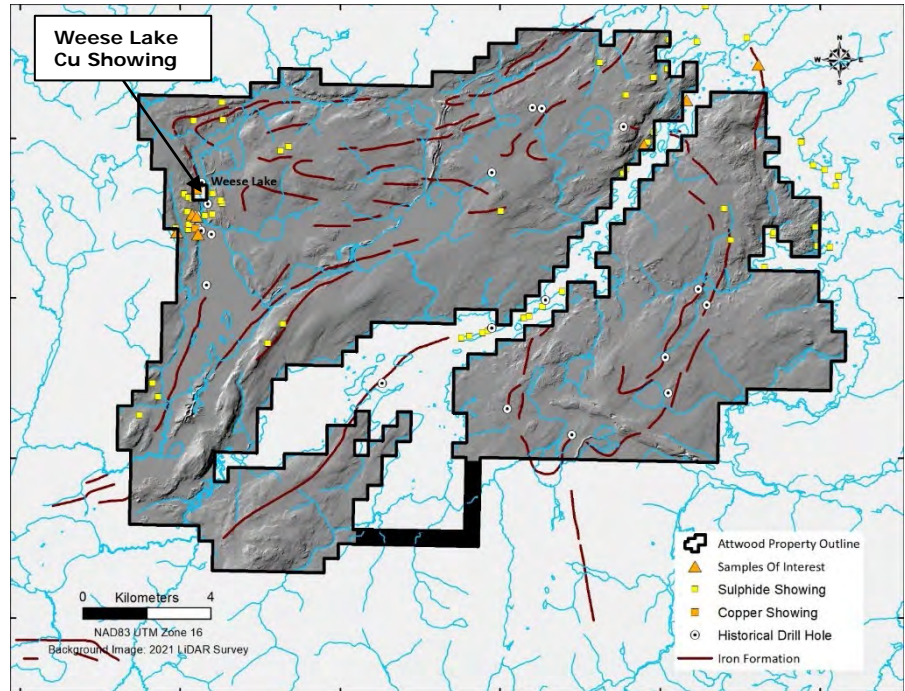 Weese Lake
Cu Showing
N
W
E
S
Weese Lake
Attwood Property Outline
Samples Of Interest
Sulphide Showing
Copper Showing
Historical Drill Hole
Iron Formation
0 Kilometers 4
NAD83 UTM Zone 16
Background Image: 2021 LiDAR Survey